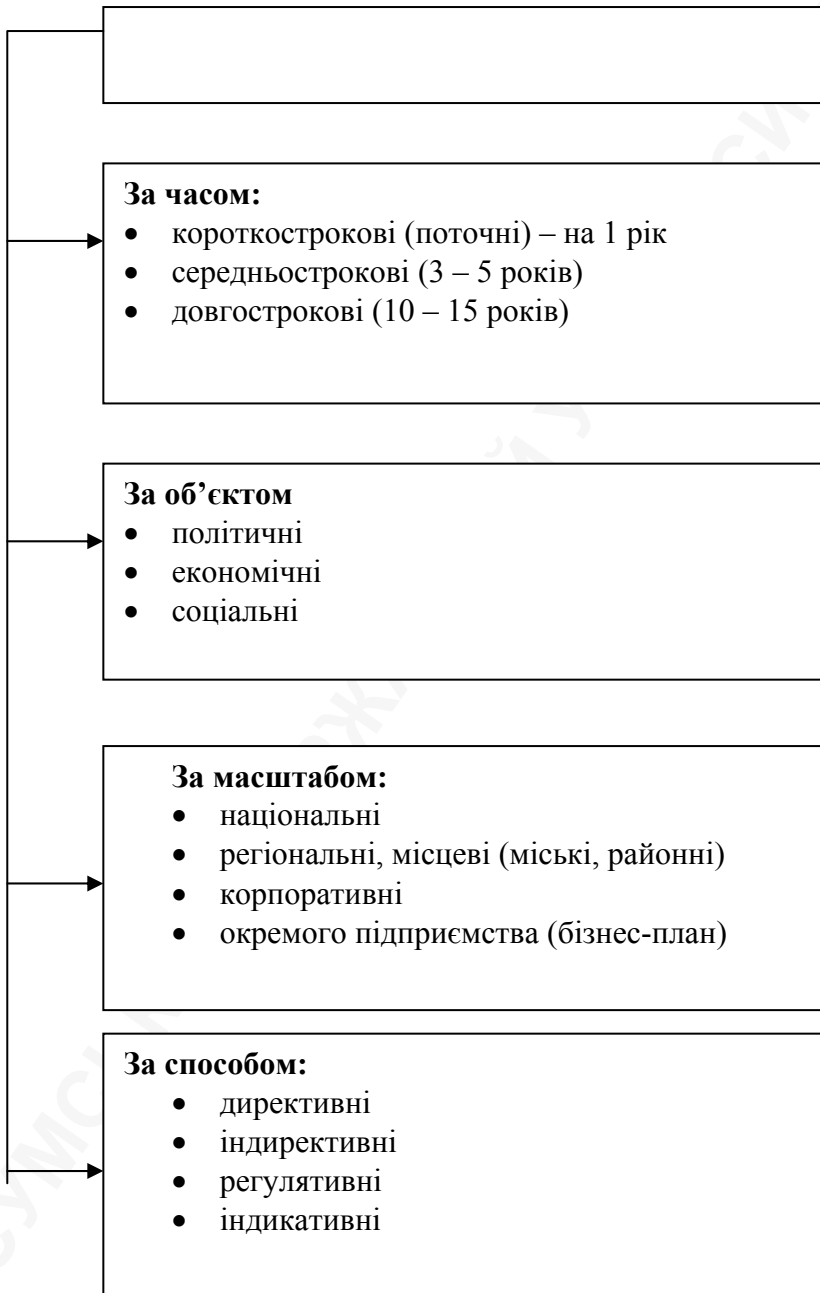 За часом:
• короткострокові (поточні) – на 1 рік
• середньострокові (3 – 5 років)
• довгострокові (10 – 15 років)
За об’єктом
• політичні
• економічні
• соціальні
За масштабом:
• національні
• регіональні, місцеві (міські, районні)
• корпоративні
• окремого підприємства (бізнес-план)
За способом:
• директивні
• індирективні
• регулятивні
• індикативні